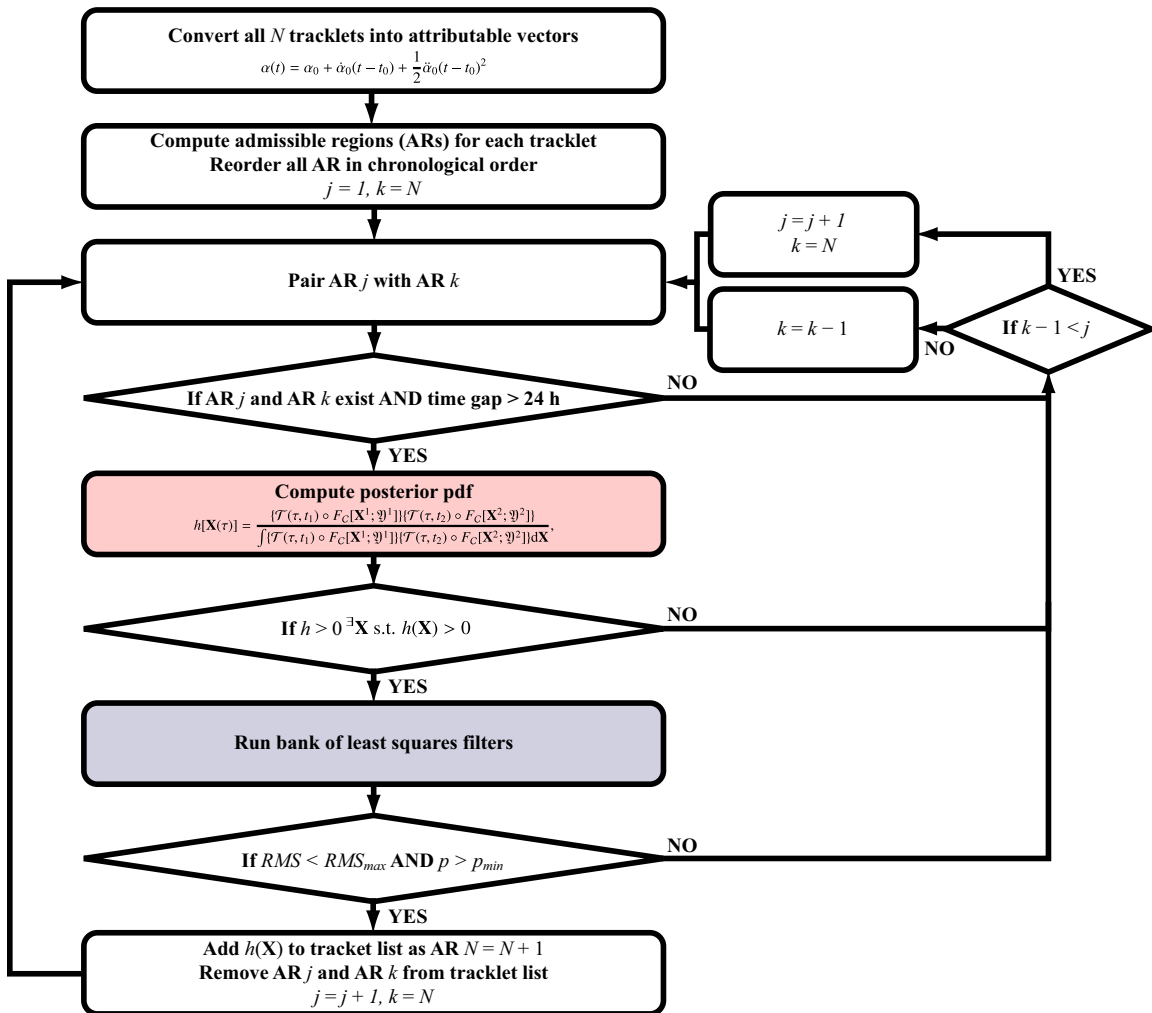 Convert all N tracklets into attributable vectors
α(t) = α₀ + α̇₀(t − t₀) + 1/2 α̈₀(t − t₀)²
Compute admissible regions (ARs) for each tracklet
Reorder all AR in chronological order
j = 1, k = N
j = j + 1
k = N
YES
Pair AR j with AR k
k = k − 1
If k − 1 < j
NO
If AR j and AR k exist AND time gap > 24 h
NO
YES
Compute posterior pdf
h[X(τ)] = {𝒯(τ, t₁) ∘ F_C[X¹; 𝔜¹]}{𝒯(τ, t₂) ∘ F_C[X²; 𝔜²]} / ∫{𝒯(τ, t₁) ∘ F_C[X¹; 𝔜¹]}{𝒯(τ, t₂) ∘ F_C[X²; 𝔜²]}dX,
If h > 0 ∃X s.t. h(X) > 0
NO
YES
Run bank of least squares filters
If RMS < RMS_max AND p > p_min
NO
YES
Add h(X) to tracket list as AR N = N + 1
Remove AR j and AR k from tracklet list
j = j + 1, k = N